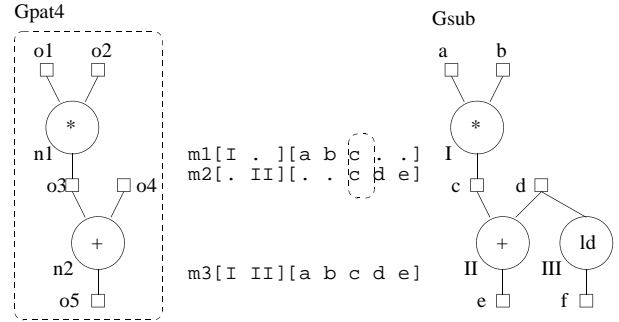 Gpat4
Gsub
o1 o2
a b
*
*
n1
I
m1[I . ][a b c . .]
m2[. II][. . c d e]
o3 o4
c d
+
+
ld
n2
II
III
m3[I II][a b c d e]
o5
e
f